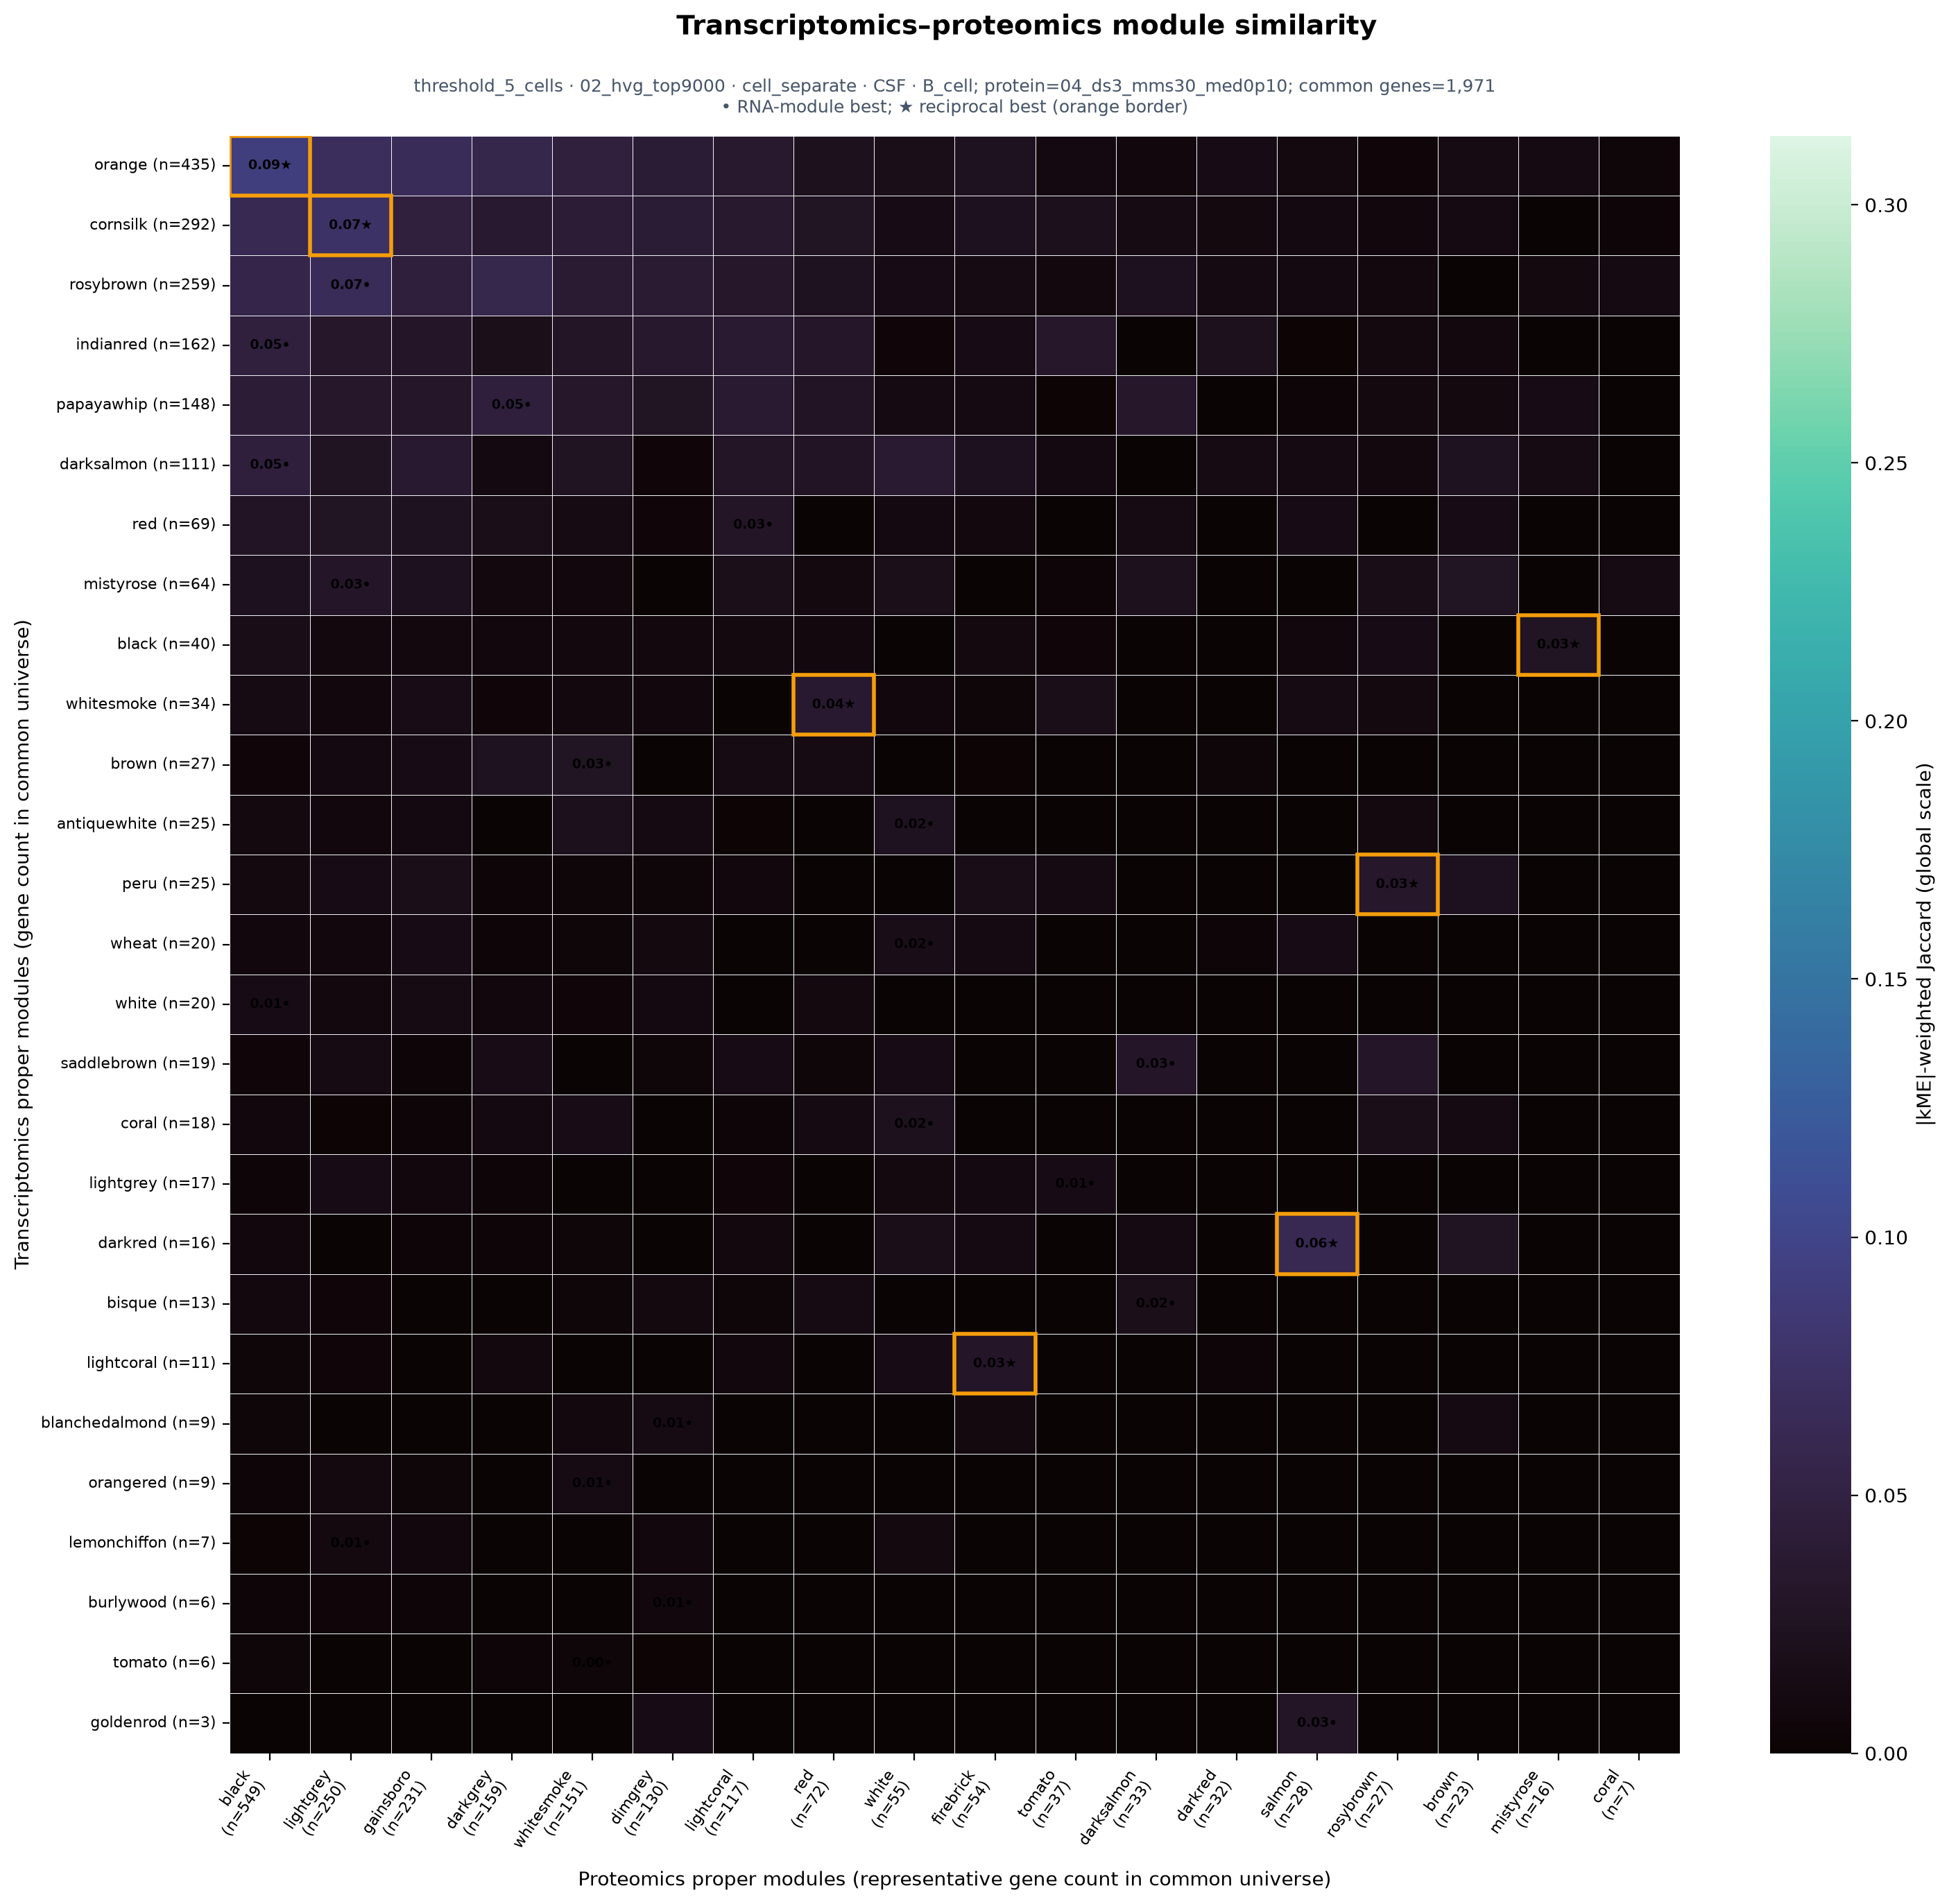 Transcriptomics–proteomics module similarity
threshold_5_cells · 02_hvg_top9000 · cell_separate · CSF · B_cell; protein=04_ds3_mms30_med0p10; common genes=1,971
• RNA-module best; ★ reciprocal best (orange border)
Transcriptomics proper modules (gene count in common universe)
orange (n=435) 0.09★
cornsilk (n=292) 0.07★
rosybrown (n=259) 0.07•
indianred (n=162) 0.05•
papayawhip (n=148) 0.05•
darksalmon (n=111) 0.05•
red (n=69) 0.03•
mistyrose (n=64) 0.03•
black (n=40) 0.03★
whitesmoke (n=34) 0.04★
brown (n=27) 0.03•
antiquewhite (n=25) 0.02•
peru (n=25) 0.03★
wheat (n=20) 0.02•
white (n=20) 0.01•
saddlebrown (n=19) 0.03•
coral (n=18) 0.02•
lightgrey (n=17) 0.01•
darkred (n=16) 0.06★
bisque (n=13) 0.02•
lightcoral (n=11) 0.03★
blanchedalmond (n=9) 0.01•
orangered (n=9) 0.01•
lemonchiffon (n=7) 0.01•
burlywood (n=6) 0.01•
tomato (n=6) 0.00•
goldenrod (n=3) 0.03•
black
(n=549)
lightgrey
(n=250)
gainsboro
(n=231)
darkgrey
(n=159)
whitesmoke
(n=151)
dimgrey
(n=130)
lightcoral
(n=117)
red
(n=72)
white
(n=55)
firebrick
(n=54)
tomato
(n=37)
darksalmon
(n=33)
darkred
(n=32)
salmon
(n=28)
rosybrown
(n=27)
brown
(n=23)
mistyrose
(n=16)
coral
(n=7)
Proteomics proper modules (representative gene count in common universe)
0.30
0.25
0.20
0.15
0.10
0.05
0.00
|kME|-weighted Jaccard (global scale)